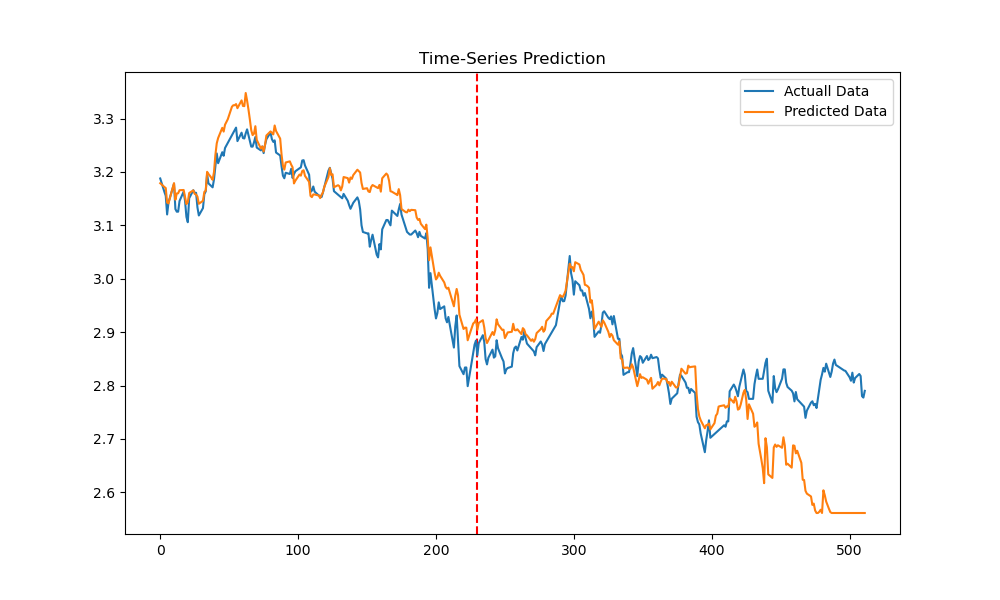 Time-Series Prediction
Actuall Data
Predicted Data
3.3
3.2
3.1
3.0
2.9
2.8
2.7
2.6
0 100 200 300 400 500